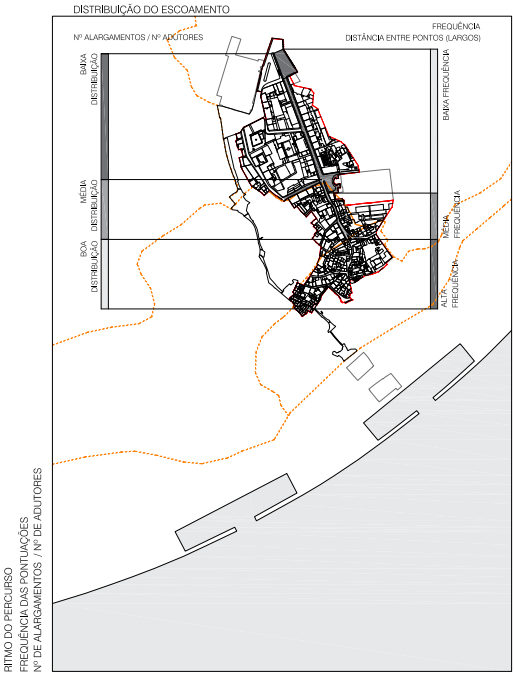 DISTRIBUIÇÃO DO ESCOAMENTO
Nº ALARGAMENTOS / Nº ADUTORES
FREQUÊNCIA
DISTÂNCIA ENTRE PONTOS (LARGOS)
BAIXA
DISTRIBUIÇÃO
MÉDIA
DISTRIBUIÇÃO
BOA
DISTRIBUIÇÃO
BAIXA FREQUÊNCIA
MÉDIA
FREQUÊNCIA
ALTA
FREQUÊNCIA
RITMO DO PERCURSO
FREQUÊNCIA DAS PONTUAÇÕES
Nº DE ALARGAMENTOS / Nº DE ADUTORES